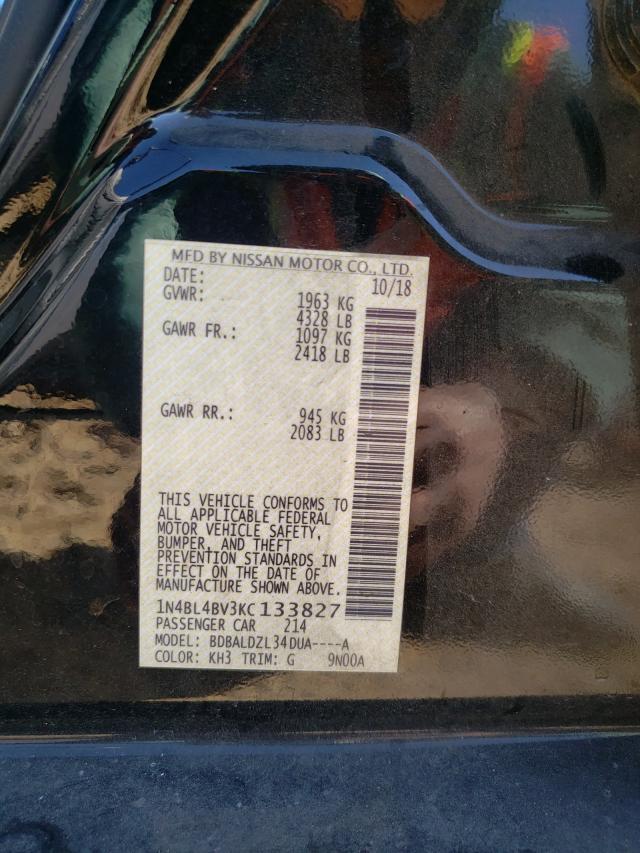 MFD BY NISSAN MOTOR CO., LTD.
DATE: 10/18
GVWR: 1963 KG
4328 LB
GAWR FR.: 1097 KG
2418 LB
GAWR RR.: 945 KG
2083 LB
THIS VEHICLE CONFORMS TO
ALL APPLICABLE FEDERAL
MOTOR VEHICLE SAFETY,
BUMPER, AND THEFT
PREVENTION STANDARDS IN
EFFECT ON THE DATE OF
MANUFACTURE SHOWN ABOVE.
1N4BL4BV3KC133827
PASSENGER CAR 214
MODEL: BDBALDZL34DUA----A
COLOR: KH3 TRIM: G 9N00A